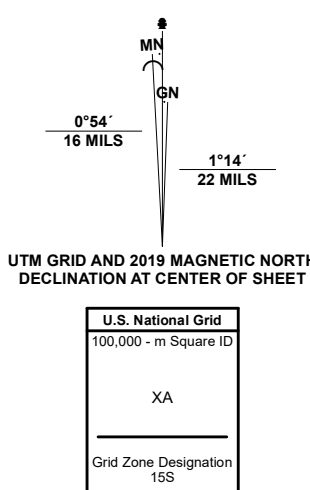 MN
GN
0°54´
16 MILS
1°14´
22 MILS
UTM GRID AND 2019 MAGNETIC NORTH
DECLINATION AT CENTER OF SHEET
U.S. National Grid
100,000 - m Square ID
XA
Grid Zone Designation
15S